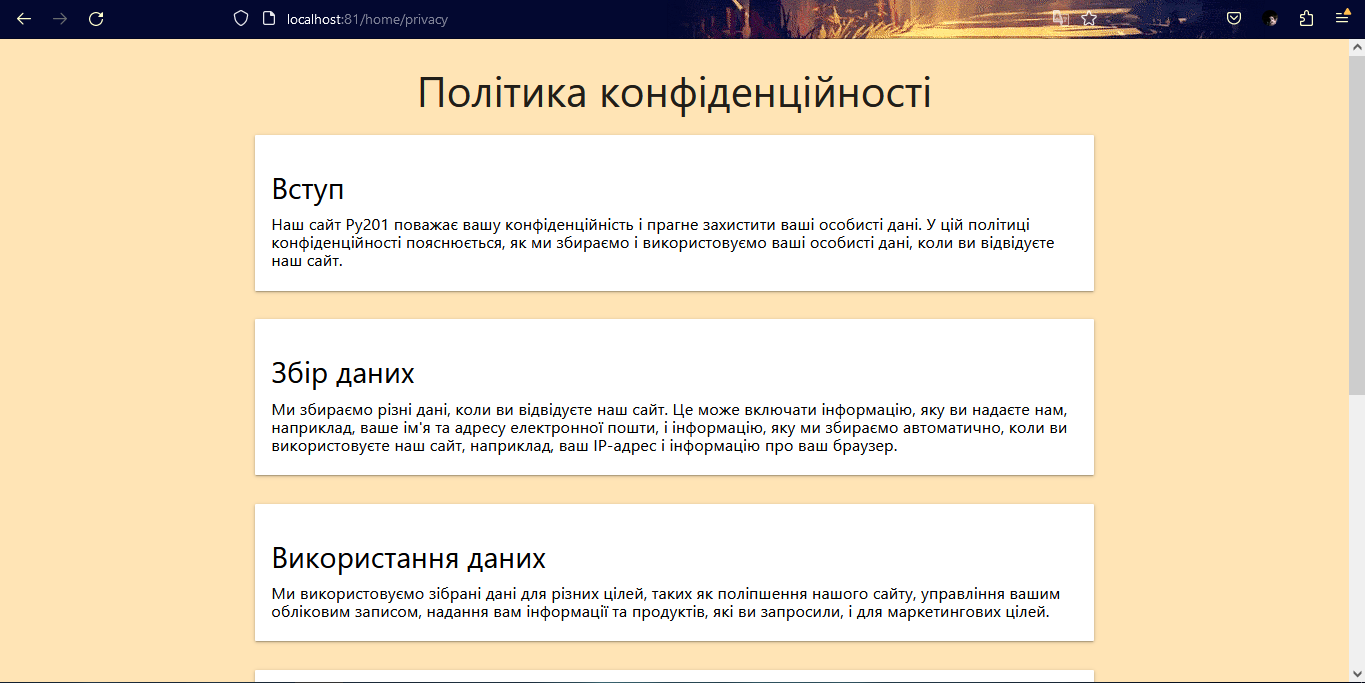 localhost:81/home/privacy
Політика конфіденційності
Вступ
Наш сайт Py201 поважає вашу конфіденційність і прагне захистити ваші особисті дані. У цій політиці
конфіденційності пояснюється, як ми збираємо і використовуємо ваші особисті дані, коли ви відвідуєте
наш сайт.
Збір даних
Ми збираємо різні дані, коли ви відвідуєте наш сайт. Це може включати інформацію, яку ви надаєте нам,
наприклад, ваше ім'я та адресу електронної пошти, і інформацію, яку ми збираємо автоматично, коли ви
використовуєте наш сайт, наприклад, ваш IP-адрес і інформацію про ваш браузер.
Використання даних
Ми використовуємо зібрані дані для різних цілей, таких як поліпшення нашого сайту, управління вашим
обліковим записом, надання вам інформації та продуктів, які ви запросили, і для маркетингових цілей.